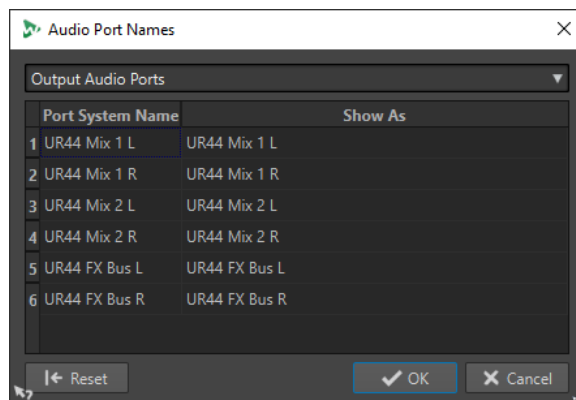 Audio Port Names
Output Audio Ports
Port System Name Show As
1 UR44 Mix 1 L UR44 Mix 1 L
2 UR44 Mix 1 R UR44 Mix 1 R
3 UR44 Mix 2 L UR44 Mix 2 L
4 UR44 Mix 2 R UR44 Mix 2 R
5 UR44 FX Bus L UR44 FX Bus L
6 UR44 FX Bus R UR44 FX Bus R
Reset OK Cancel